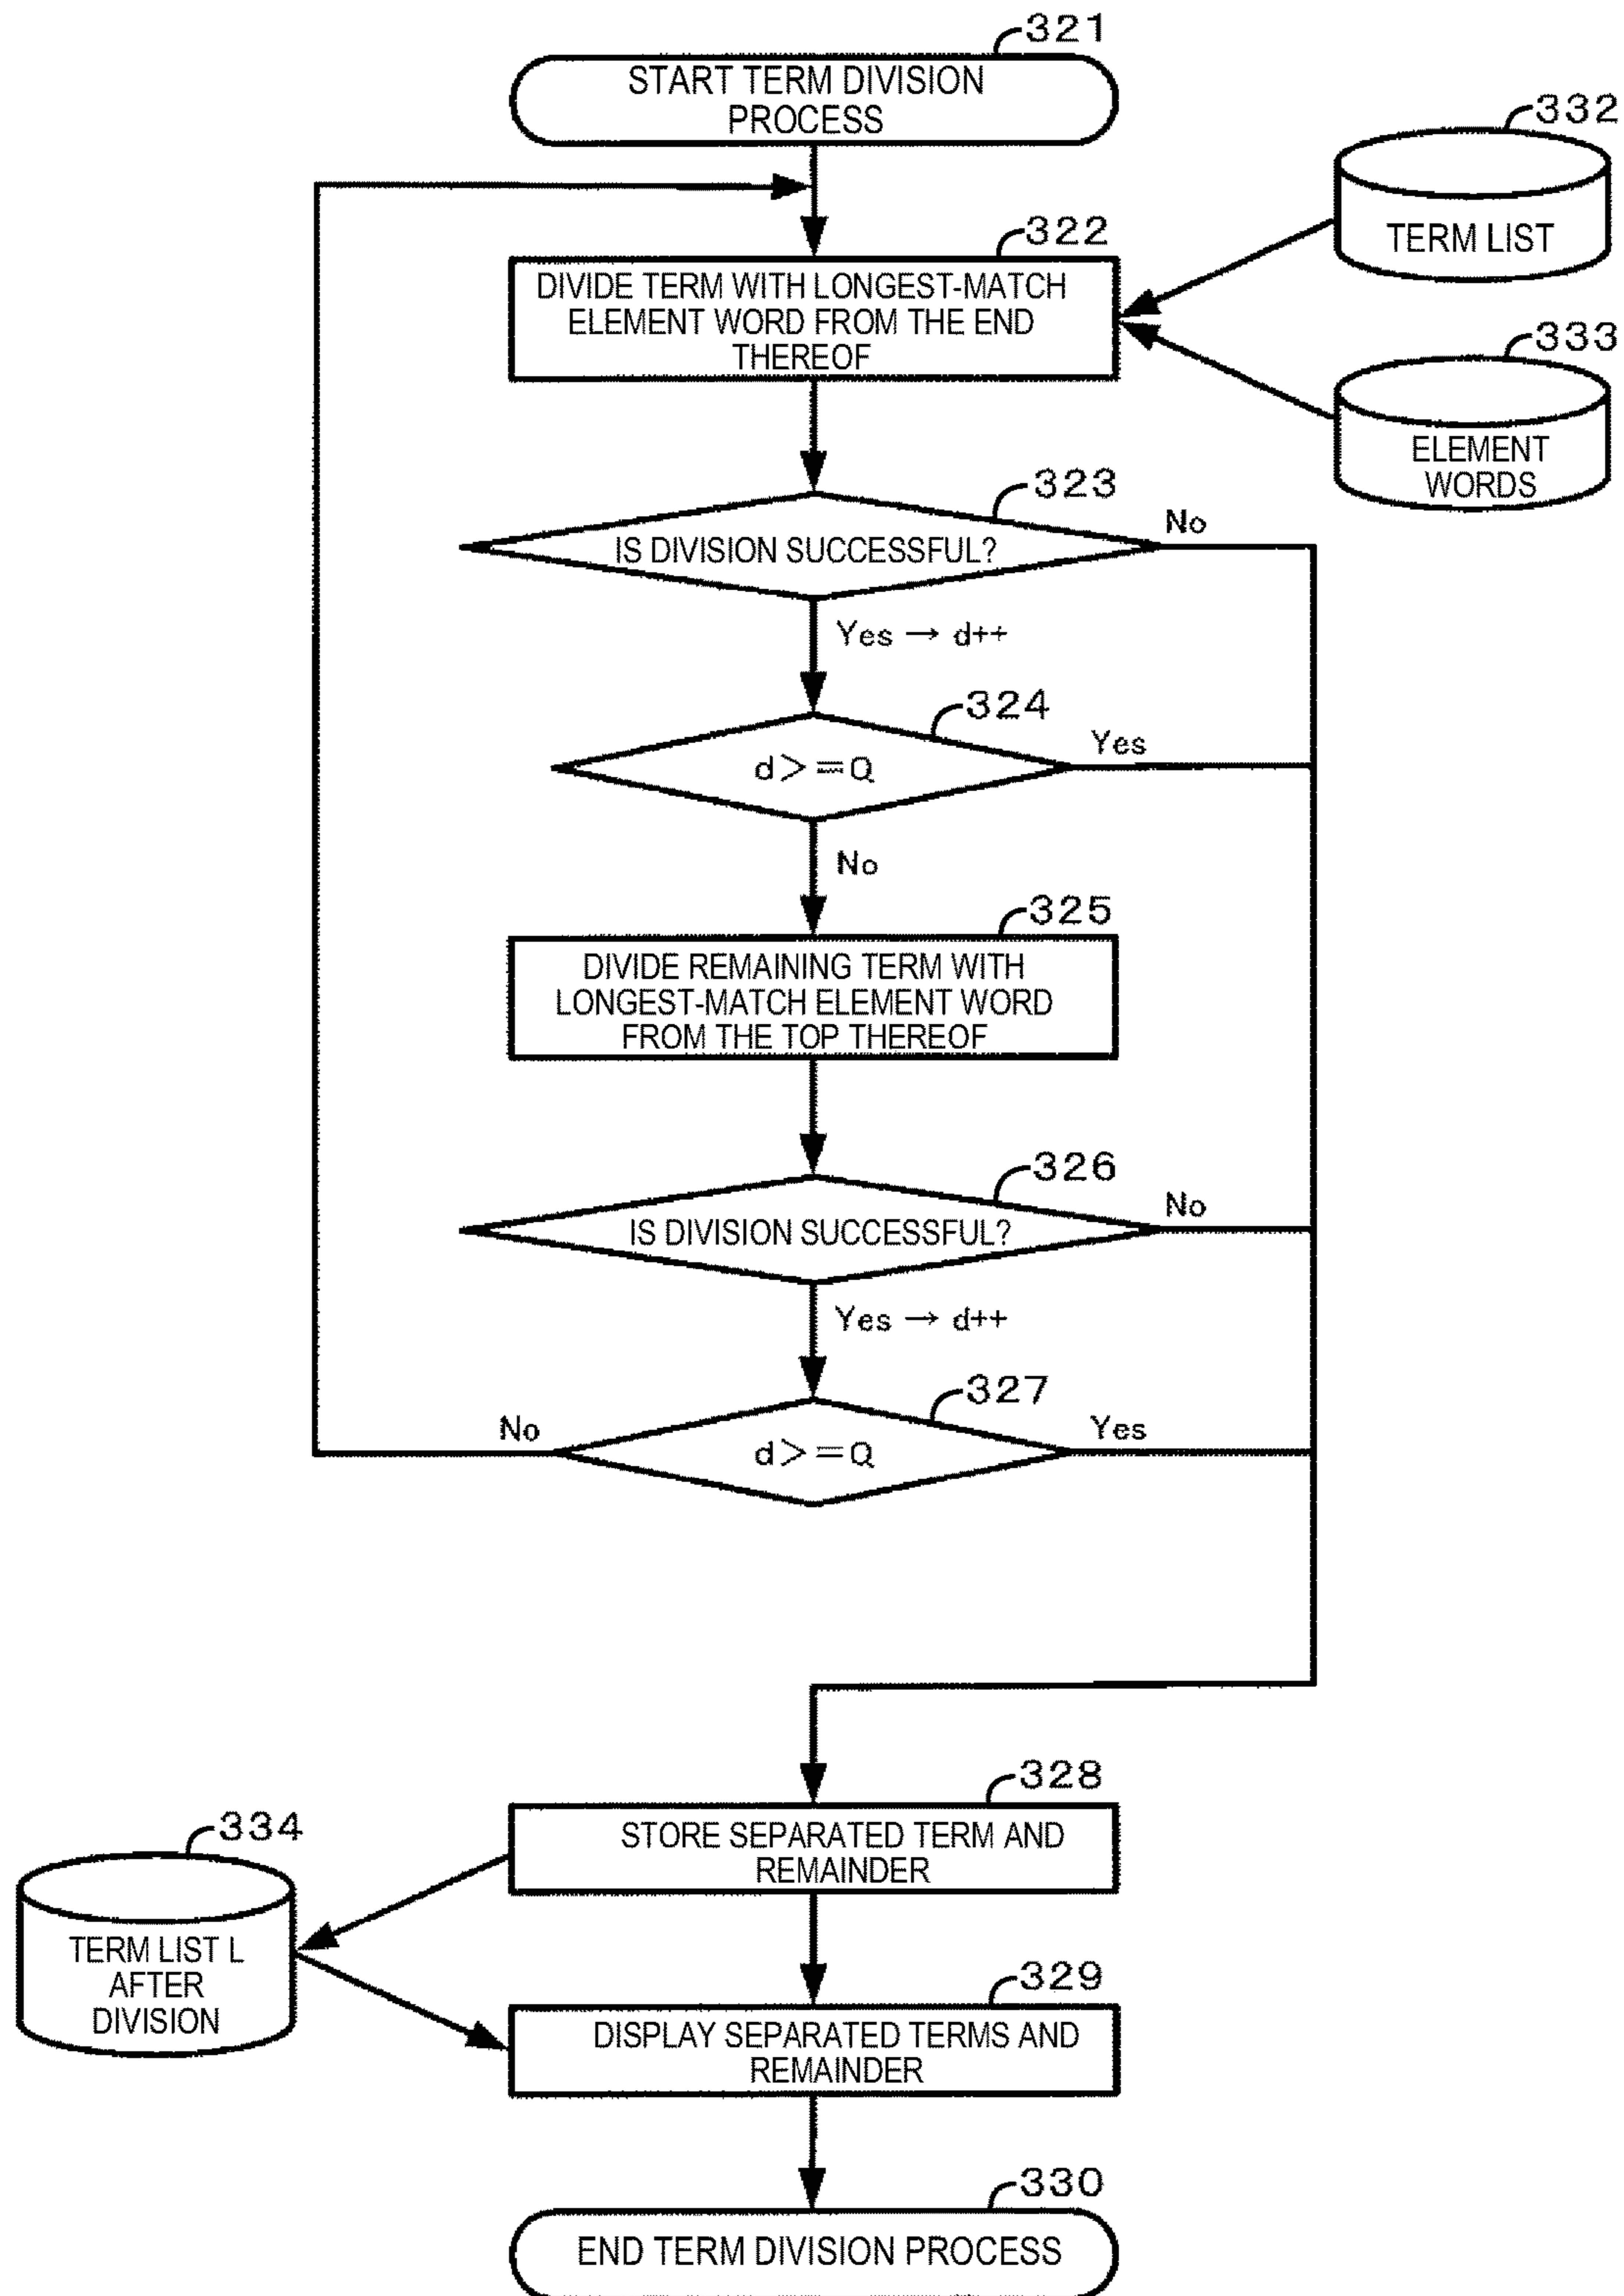 321
START TERM DIVISION
PROCESS
332
TERM LIST
322
DIVIDE TERM WITH LONGEST-MATCH
ELEMENT WORD FROM THE END
THEREOF
333
ELEMENT
WORDS
323
IS DIVISION SUCCESSFUL?
No
Yes → d++
324
d>=Q
Yes
No
325
DIVIDE REMAINING TERM WITH
LONGEST-MATCH ELEMENT WORD
FROM THE TOP THEREOF
326
IS DIVISION SUCCESSFUL?
No
Yes → d++
327
No
d>=Q
Yes
328
STORE SEPARATED TERM AND
REMAINDER
334
TERM LIST L
AFTER
DIVISION
329
DISPLAY SEPARATED TERMS AND
REMAINDER
330
END TERM DIVISION PROCESS